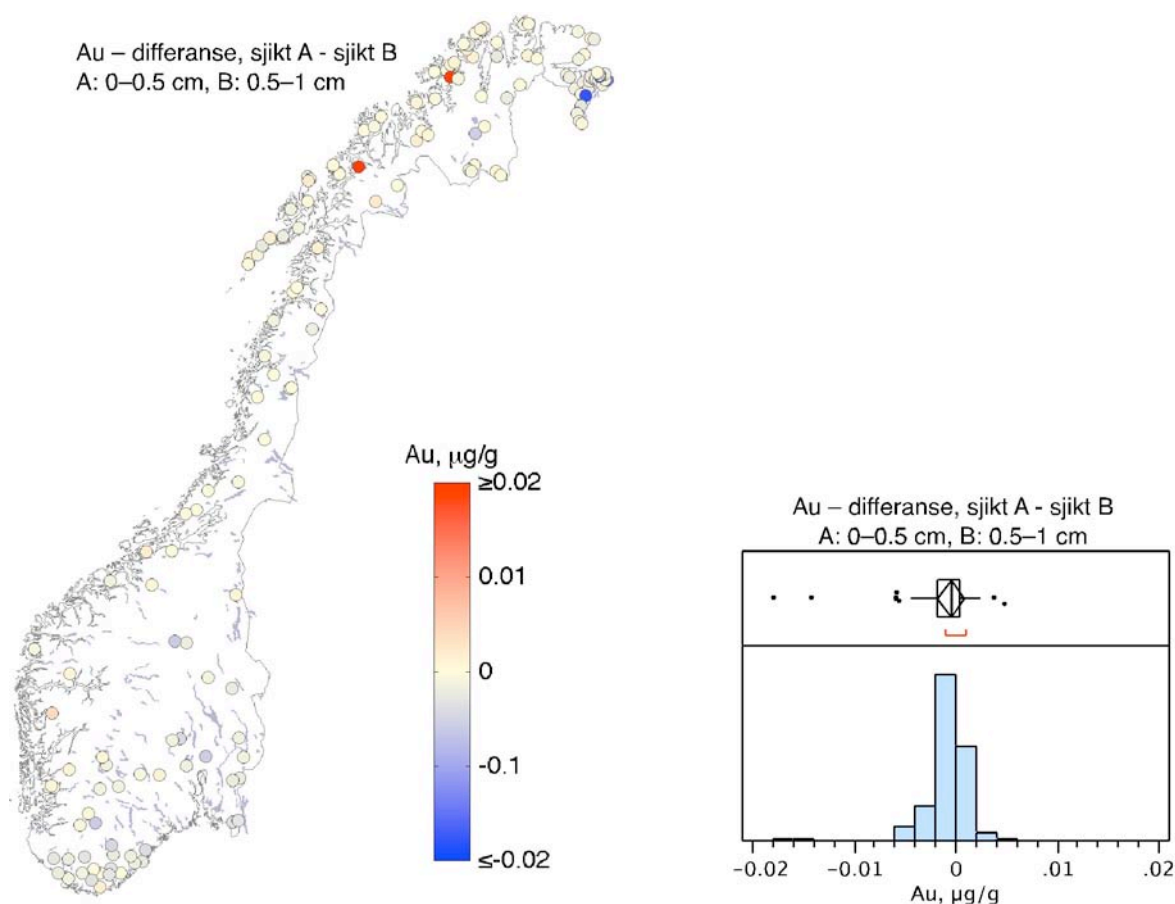 Au – differanse, sjikt A - sjikt B
A: 0–0.5 cm, B: 0.5–1 cm
Au, µg/g
≥0.02
0.01
0
-0.1
≤-0.02
Au – differanse, sjikt A - sjikt B
A: 0–0.5 cm, B: 0.5–1 cm
-0.02 -0.01 0 .01 .02
Au, µg/g